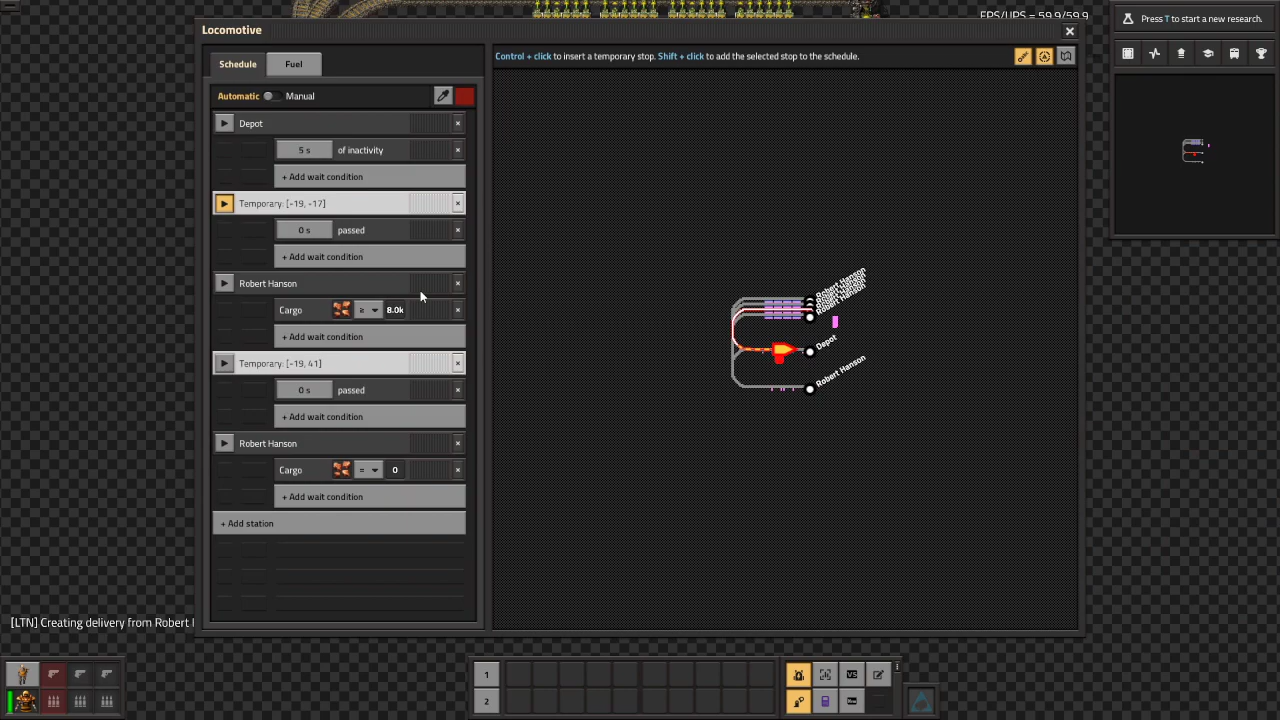 FPS/UPS = 59.9/59.9
Locomotive
Press T to start a new research.
Schedule
Fuel
Control + click to insert a temporary stop. Shift + click to add the selected stop to the schedule.
Automatic
Manual
Depot
5 s
of inactivity
+ Add wait condition
Temporary: [-19, -17]
0 s
passed
+ Add wait condition
Robert Hanson
Cargo
≥
8.0k
+ Add wait condition
Temporary: [-19, 41]
0 s
passed
+ Add wait condition
Robert Hanson
Cargo
=
0
+ Add wait condition
+ Add station
Robert Hanson
Robert Hanson
Depot
Robert Hanson
[LTN] Creating delivery from Robert
1
2